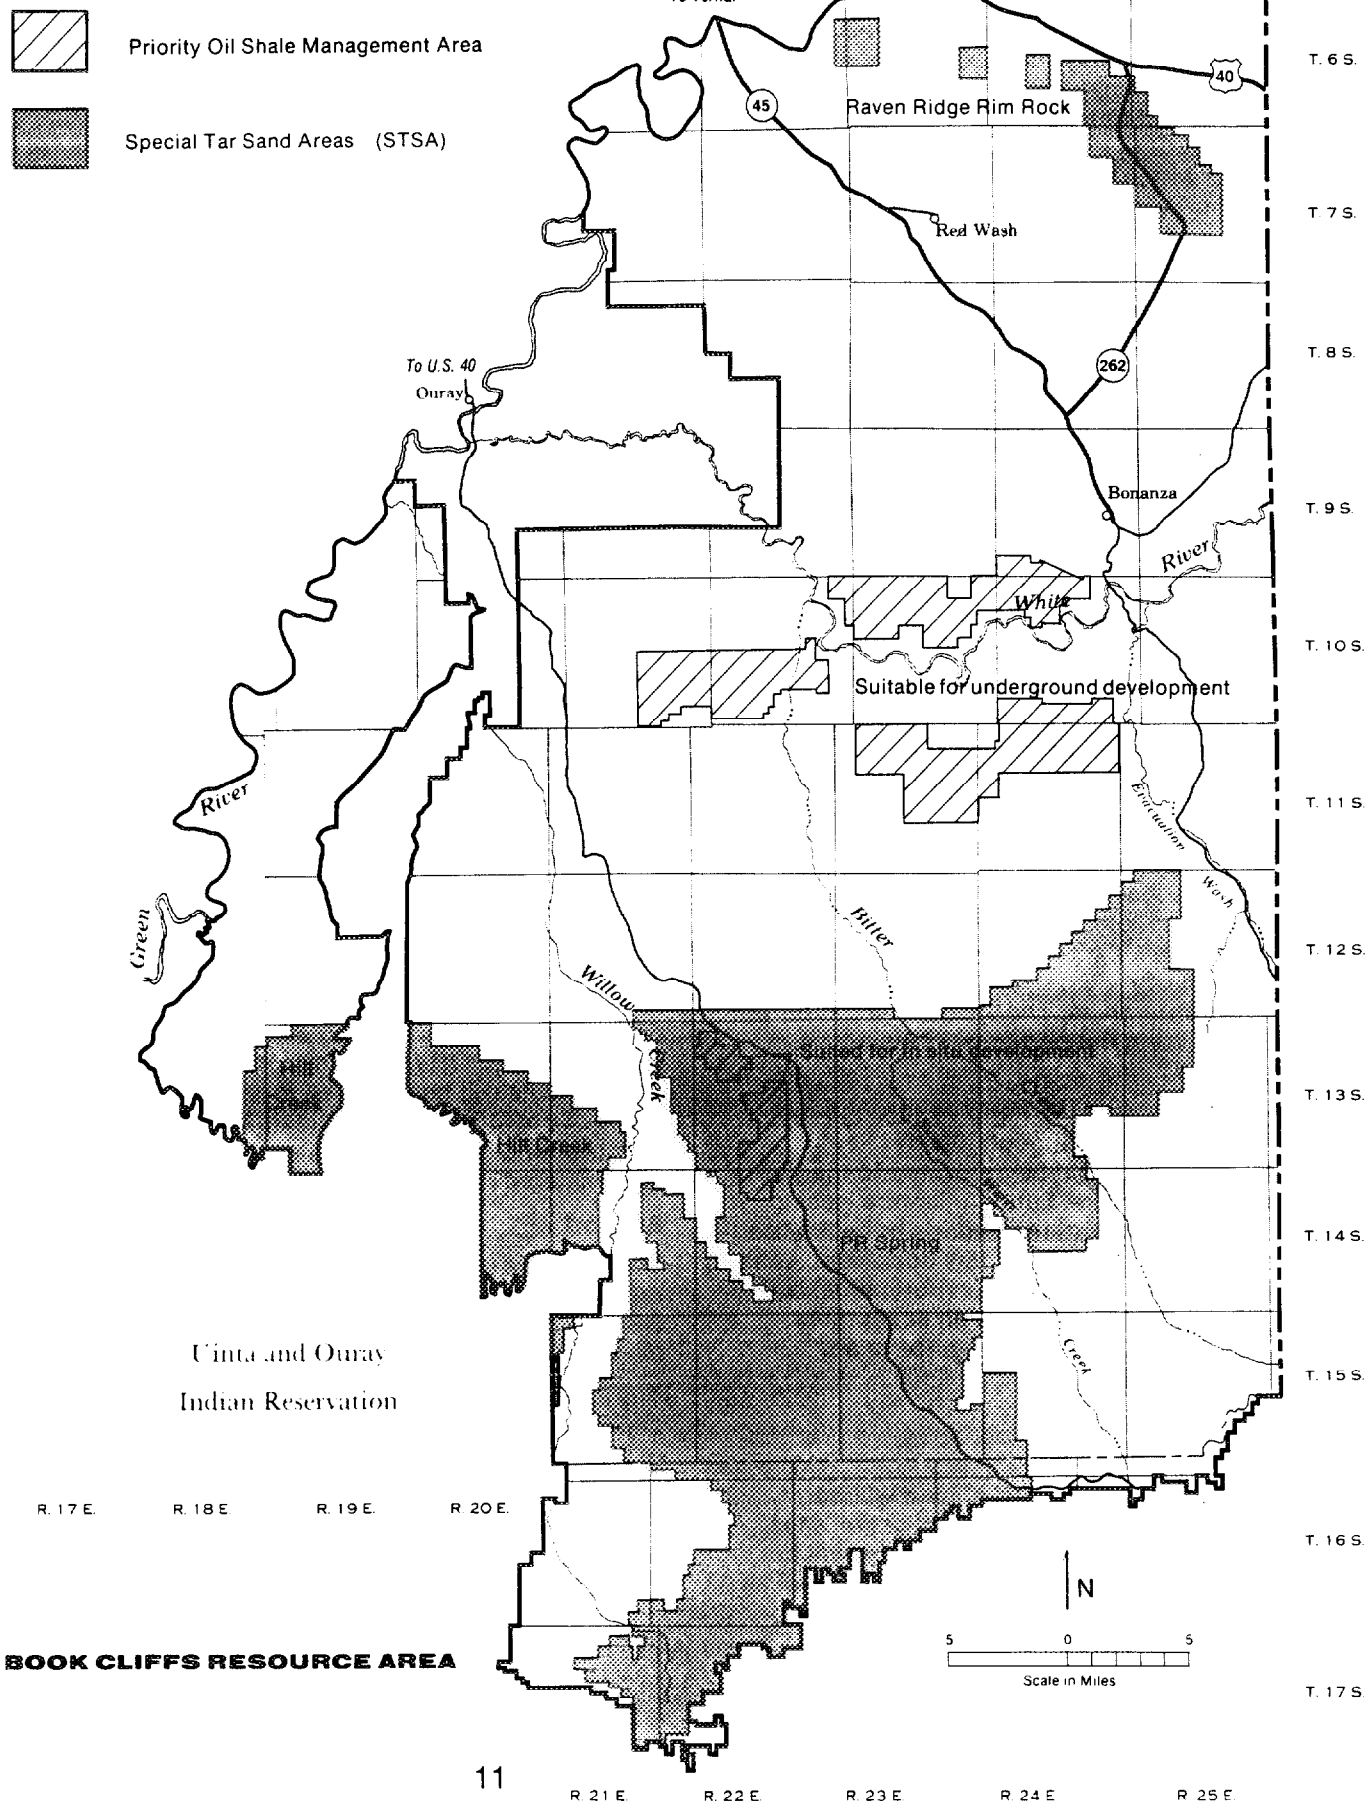 Priority Oil Shale Management Area
Special Tar Sand Areas (STSA)
T. 6 S.
40
45
Raven Ridge Rim Rock
T. 7 S.
Red Wash
To U.S. 40
Ouray
262
T. 8 S.
Bonanza
T. 9 S.
River
White
T. 10 S.
Suitable for underground development
River
T. 11 S.
Evacuation
Wash
Green
Bitter
T. 12 S.
Willow
Creek
Suited for in situ development
Hill
Creek
T. 13 S.
Hill Creek
PR Spring
T. 14 S.
Uinta and Ouray
Indian Reservation
Creek
T. 15 S.
R. 17 E.
R. 18 E.
R. 19 E.
R. 20 E.
T. 16 S.
N
BOOK CLIFFS RESOURCE AREA
5 0 5
Scale in Miles
T. 17 S.
11
R. 21 E.
R. 22 E.
R. 23 E
R. 24 E
R. 25 E.